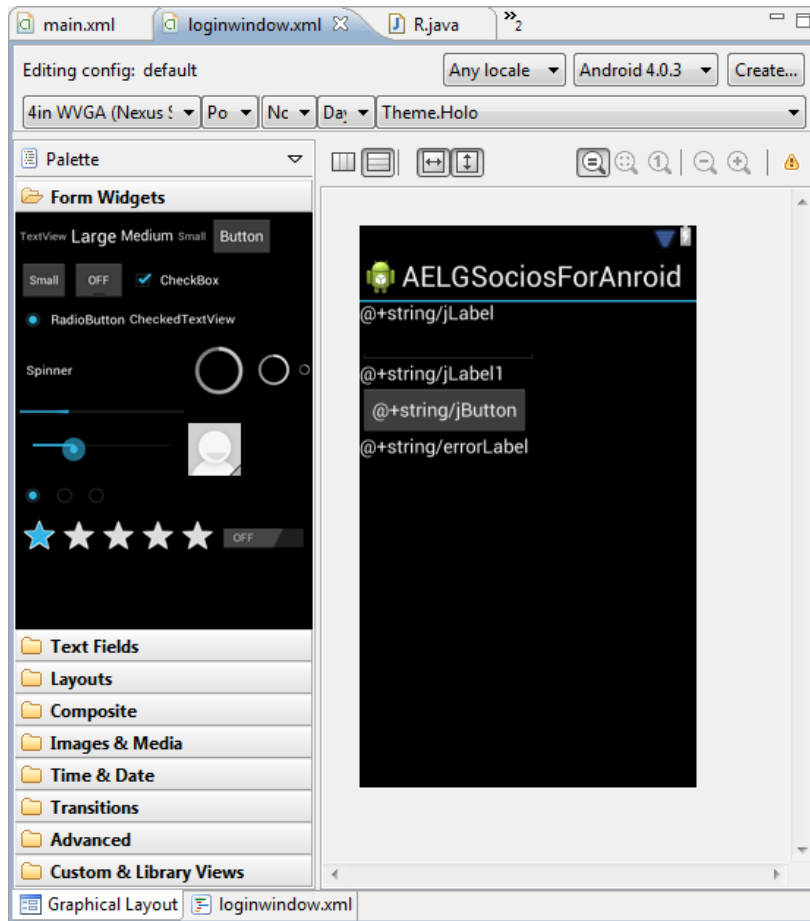 main.xml
loginwindow.xml
R.java
»2
Editing config: default
Any locale
Android 4.0.3
Create...
4in WVGA (Nexus S
Po
Nc
Day
Theme.Holo
Palette
Form Widgets
TextView Large Medium Small Button
Small OFF CheckBox
RadioButton CheckedTextView
Spinner
OFF
Text Fields
Layouts
Composite
Images & Media
Time & Date
Transitions
Advanced
Custom & Library Views
1
AELGSociosForAnroid
@+string/jLabel
@+string/jLabel1
@+string/jButton
@+string/errorLabel
Graphical Layout
loginwindow.xml